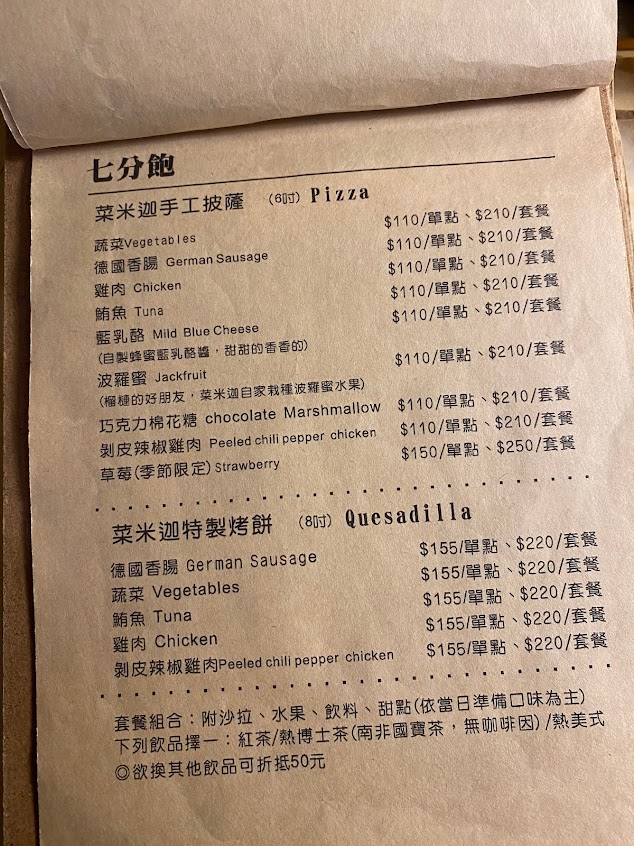 七分飽
菜米迦手工披薩 (6吋) Pizza
蔬菜Vegetables $110/單點、$210/套餐
德國香腸 German Sausage $110/單點、$210/套餐
雞肉 Chicken $110/單點、$210/套餐
鮪魚 Tuna $110/單點、$210/套餐
藍乳酪 Mild Blue Cheese $110/單點、$210/套餐
(自製蜂蜜藍乳酪醬，甜甜的香香的)
波羅蜜 Jackfruit $110/單點、$210/套餐
(榴槤的好朋友，菜米迦自家栽種波羅蜜水果)
巧克力棉花糖 chocolate Marshmallow $110/單點、$210/套餐
剝皮辣椒雞肉 Peeled chili pepper chicken $110/單點、$210/套餐
草莓(季節限定) Strawberry $150/單點、$250/套餐
菜米迦特製烤餅 (8吋) Quesadilla
德國香腸 German Sausage $155/單點、$220/套餐
蔬菜 Vegetables $155/單點、$220/套餐
鮪魚 Tuna $155/單點、$220/套餐
雞肉 Chicken $155/單點、$220/套餐
剝皮辣椒雞肉Peeled chili pepper chicken $155/單點、$220/套餐
套餐組合：附沙拉、水果、飲料、甜點(依當日準備口味為主)
下列飲品擇一：紅茶/熱博士茶(南非國寶茶，無咖啡因)/熱美式
◎欲換其他飲品可折抵50元